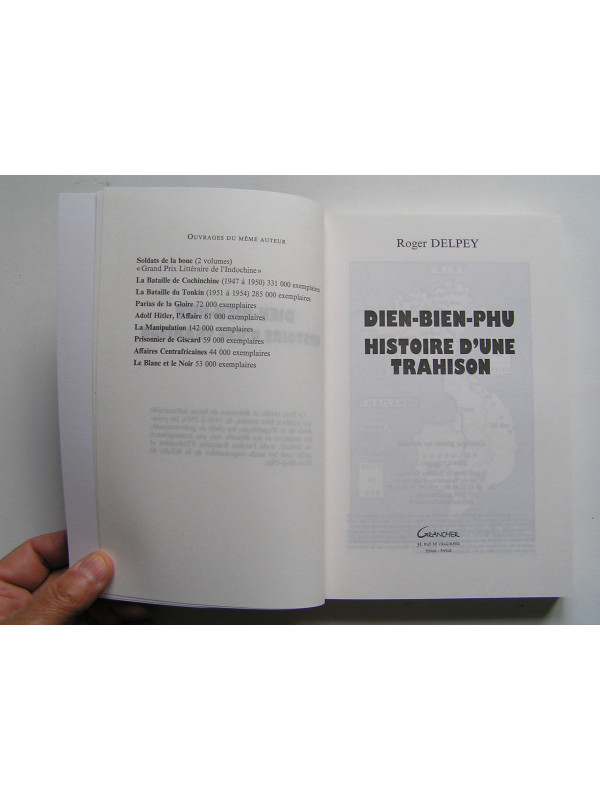 OUVRAGES DU MÊME AUTEUR
Soldats de la boue (2 volumes)
« Grand Prix Littéraire de l'Indochine »
La Bataille de Cochinchine (1947 à 1950) 331 000 exemplaires
La Bataille du Tonkin (1951 à 1954) 285 000 exemplaires
Parias de la Gloire 72 000 exemplaires
Adolf Hitler, l'Affaire 61 000 exemplaires
La Manipulation 142 000 exemplaires
Prisonnier de Giscard 59 000 exemplaires
Affaires Centrafricaines 44 000 exemplaires
Le Blanc et le Noir 53 000 exemplaires
Roger DELPEY
DIEN-BIEN-PHU
HISTOIRE D'UNE
TRAHISON
GRANCHER